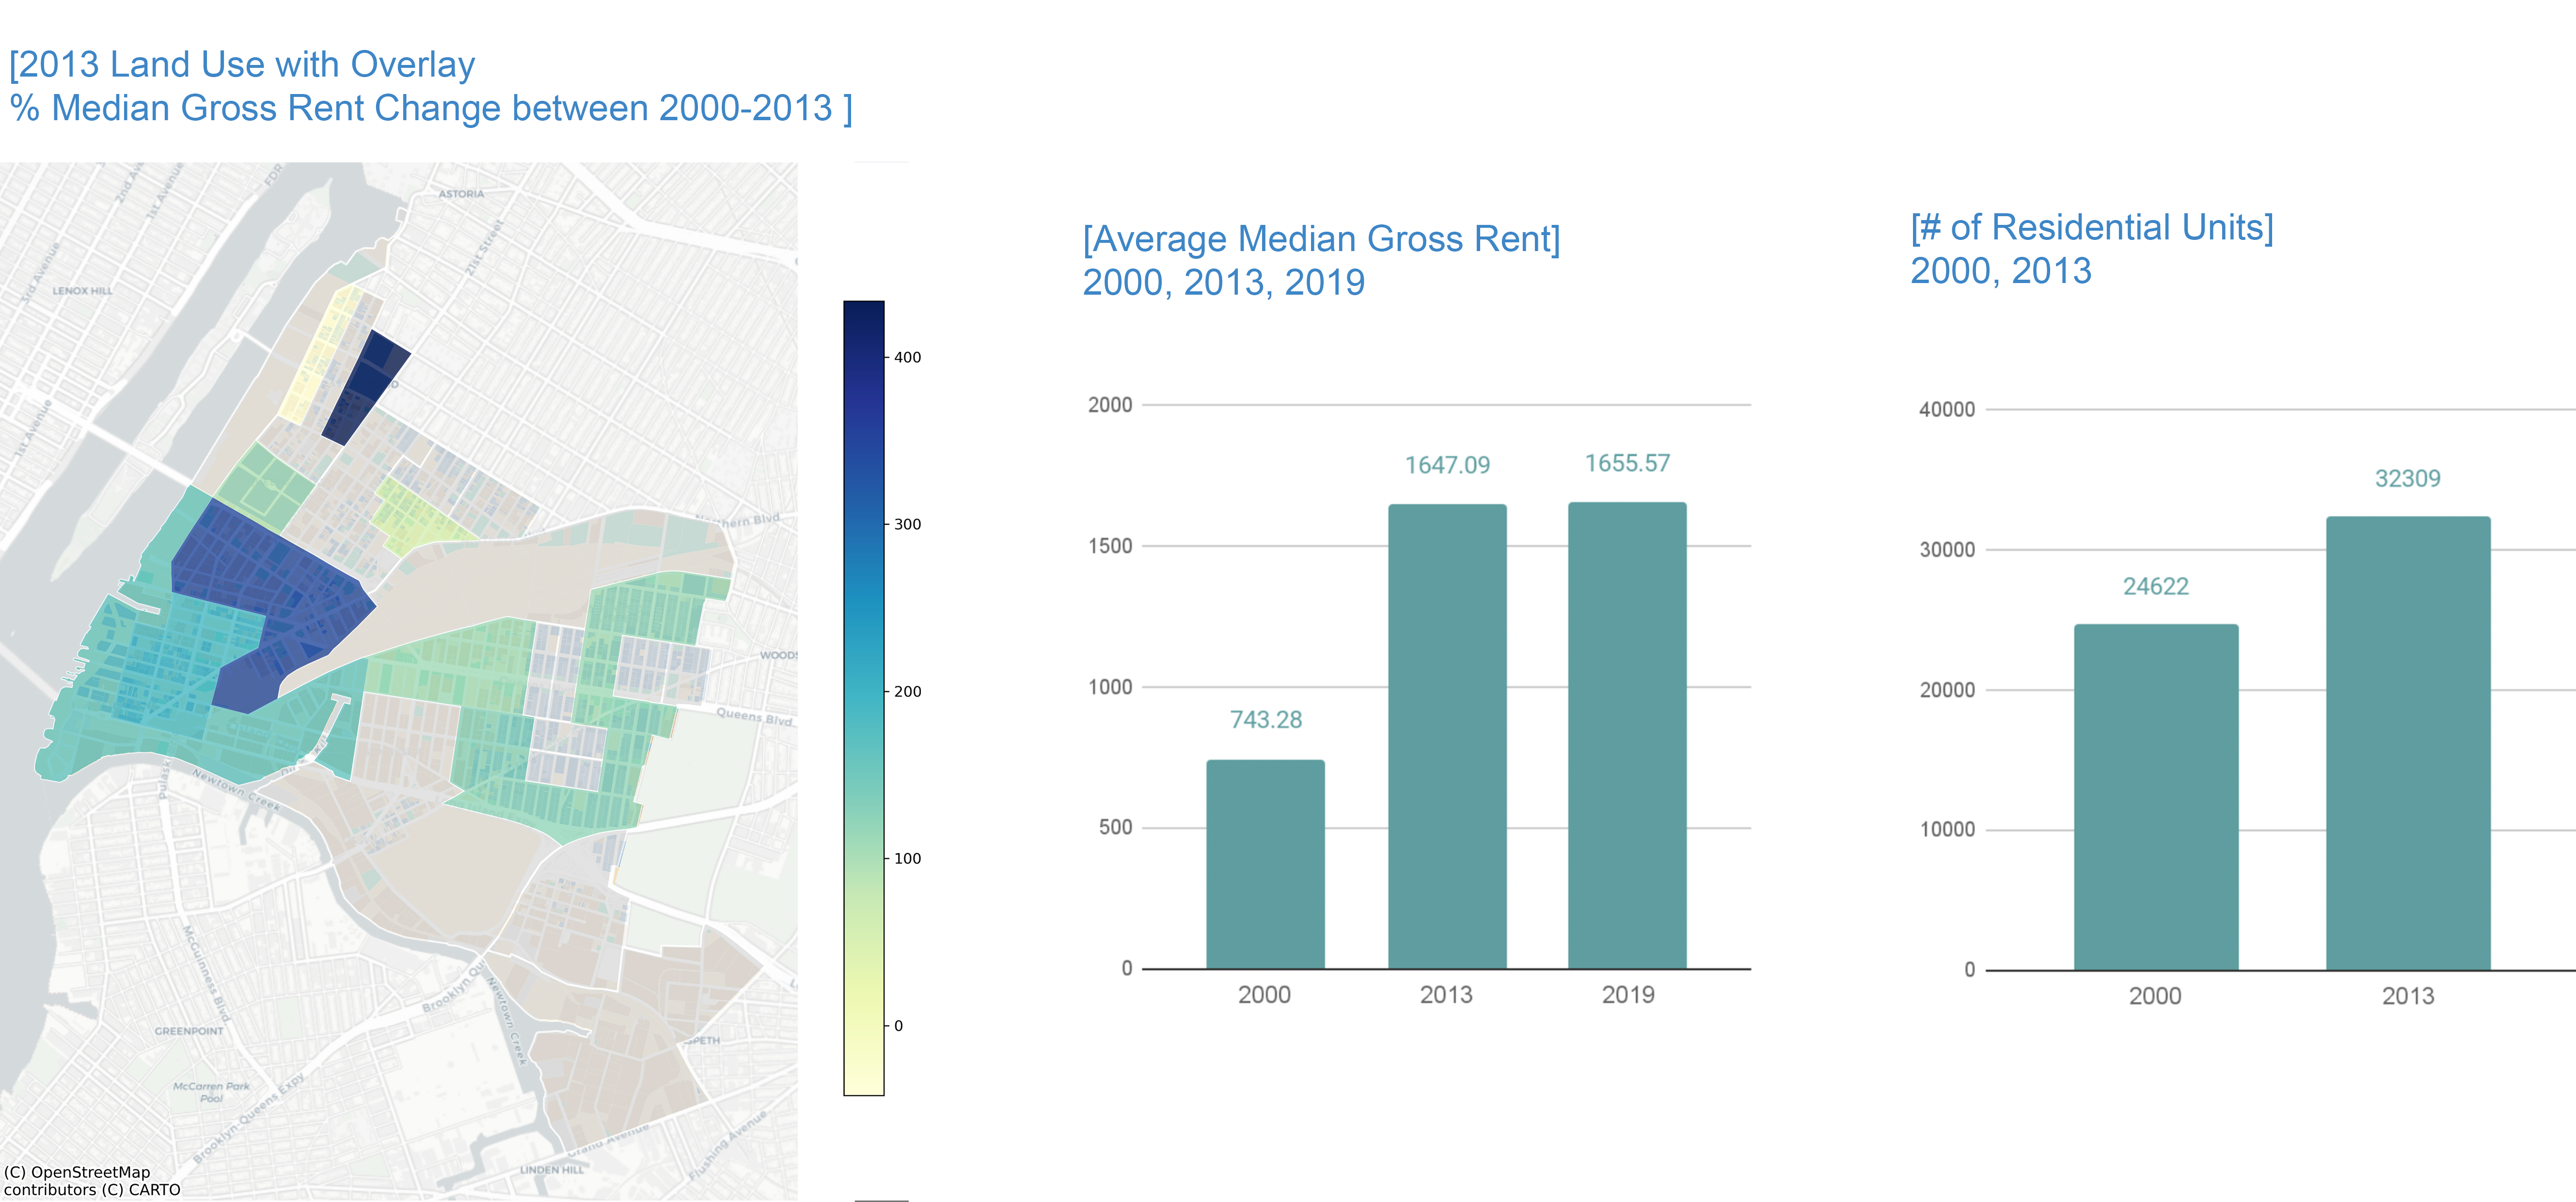 [2013 Land Use with Overlay
% Median Gross Rent Change between 2000-2013 ]
ASTORIA
FDR
2nd Av
1st Avenue
21st Street
3rd Avenue
LENOX HILL
1st Avenue
Northern Blvd
WOODS
Queens Blvd
Newtown Creek
Pulask
McGuinness Blvd
Brooklyn Qu
Newtown Creek
GREENPOINT
PETH
McCarren Park
Pool
Brooklyn-Queens Expy
Grand Avenue
Flushing Avenue
LINDEN HILL
(C) OpenStreetMap
contributors (C) CARTO
400
300
200
100
0
[Average Median Gross Rent]
2000, 2013, 2019
2000
1500
1000
500
0
743.28
1647.09
1655.57
2000
2013
2019
[# of Residential Units]
2000, 2013
40000
30000
20000
10000
0
24622
32309
2000
2013